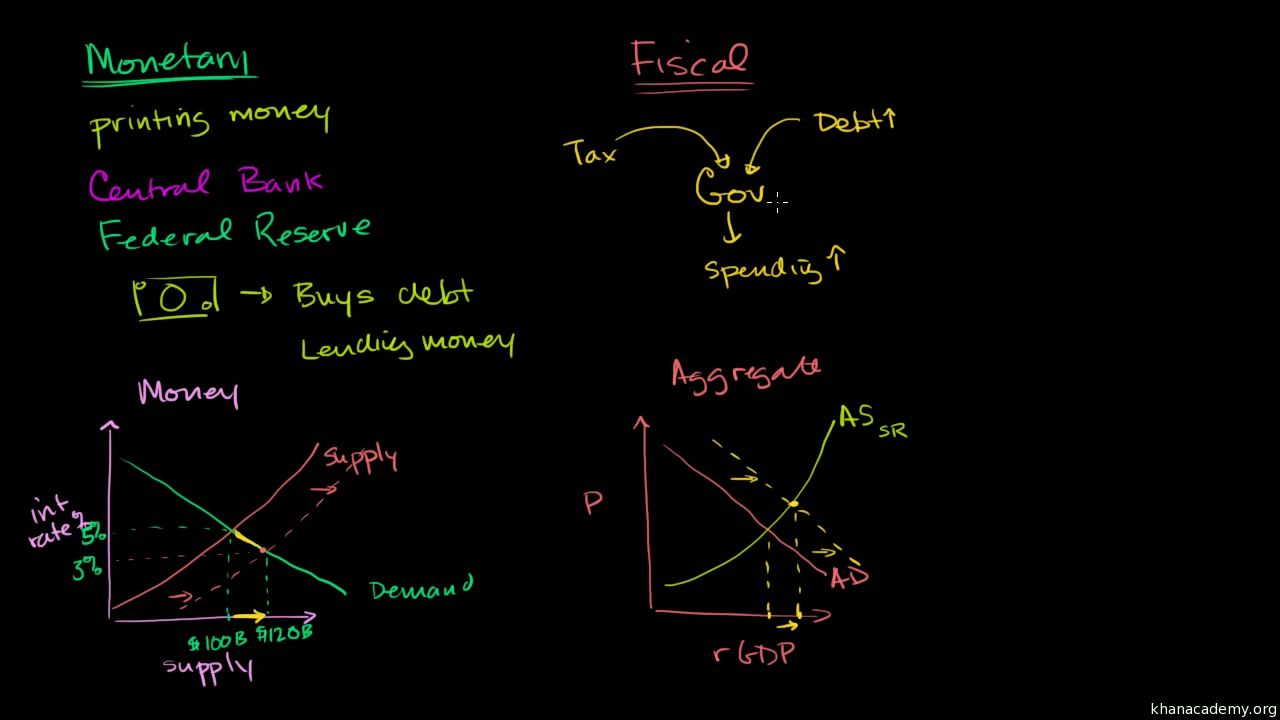 Monetary
printing money
Central Bank
Federal Reserve
0 → Buys debt
Lending money
Money
int
rate %
5%
3%
supply
Demand
$100B $120B
supply
Fiscal
Tax
Debt↑
Gov
Spending↑
Aggregate
P
AS SR
AD
rGDP
khanacademy.org